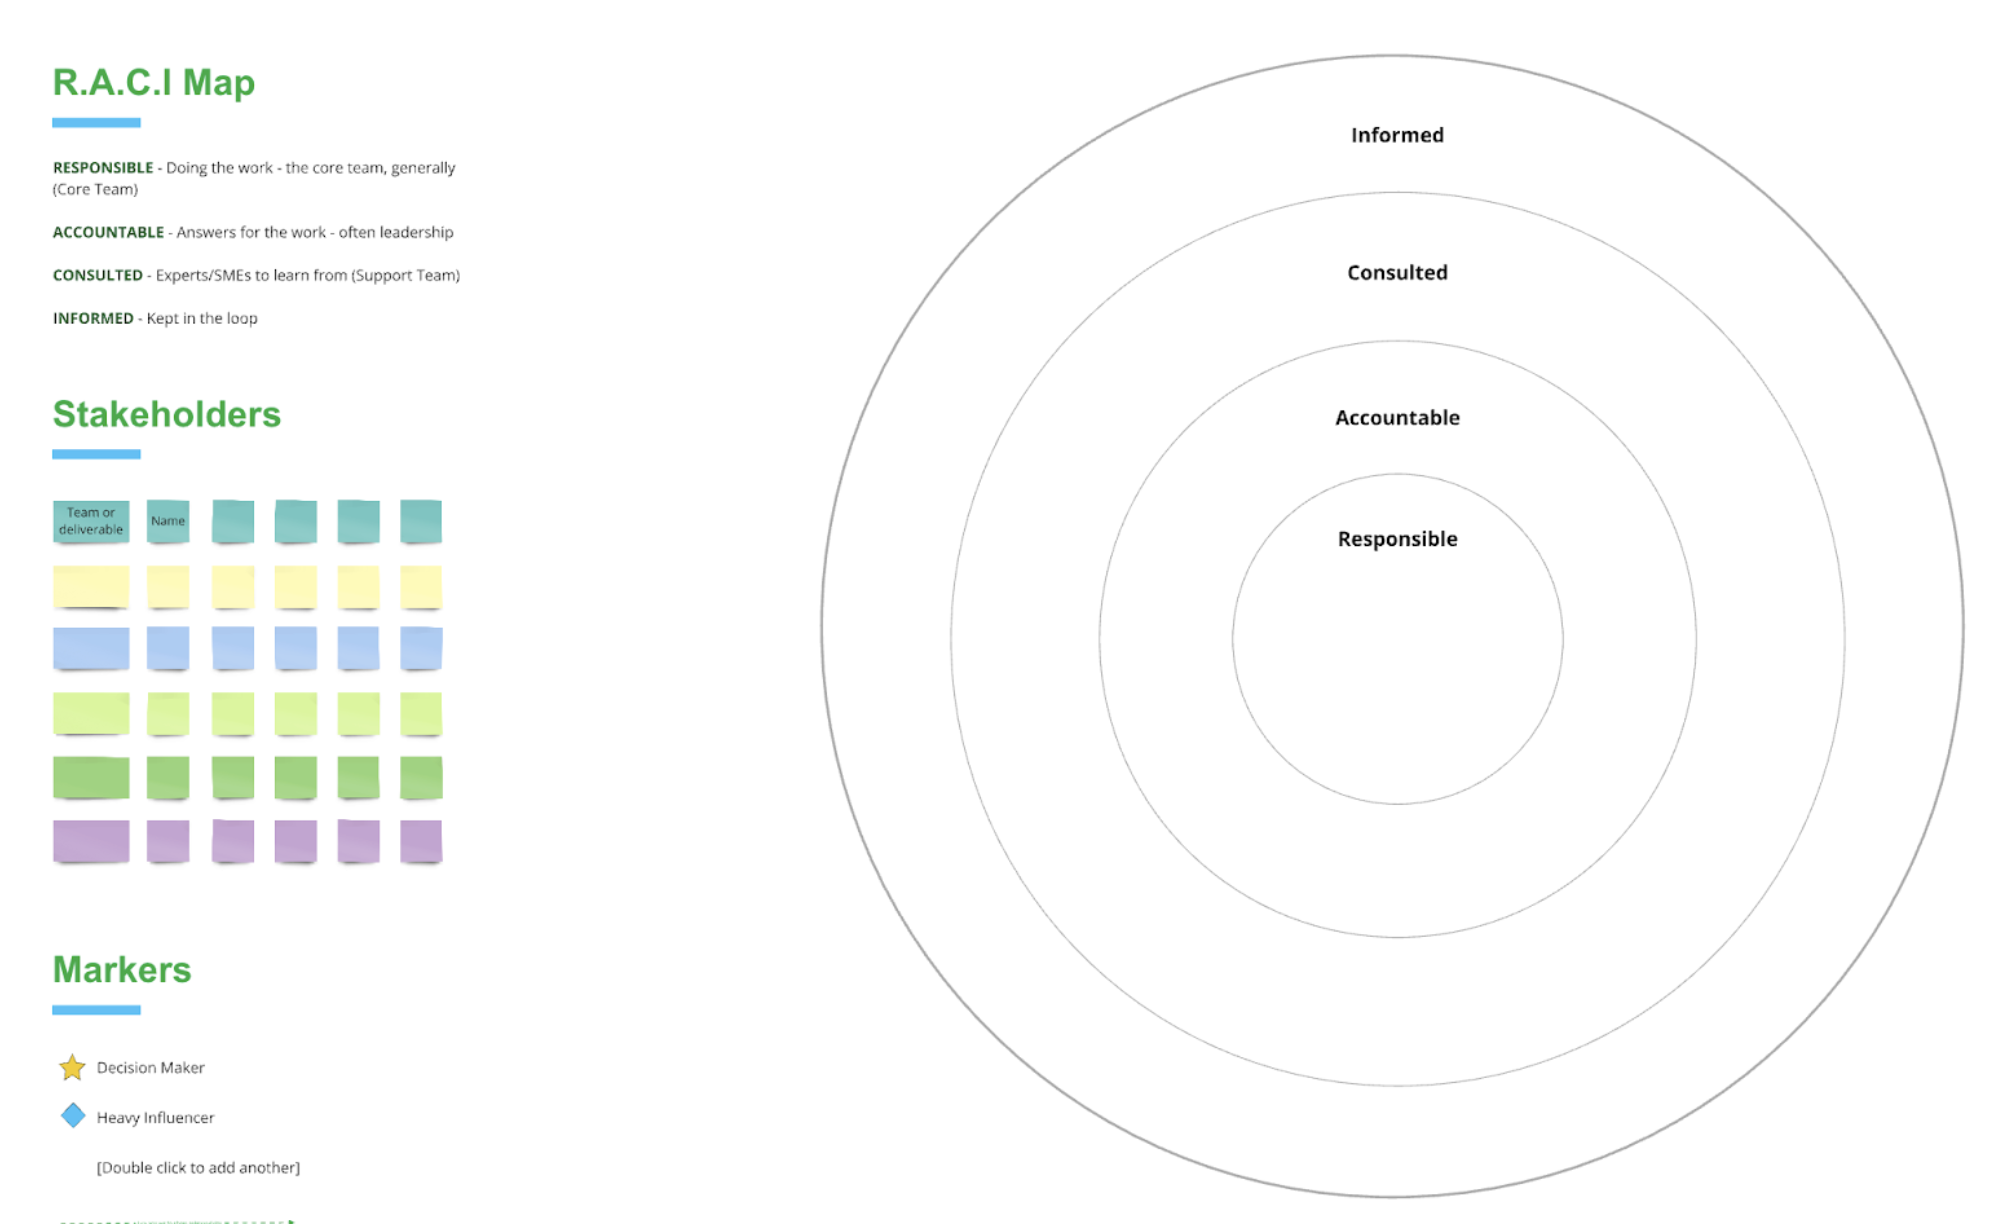 R.A.C.I Map
RESPONSIBLE - Doing the work - the core team, generally
(Core Team)
ACCOUNTABLE - Answers for the work - often leadership
CONSULTED - Experts/SMEs to learn from (Support Team)
INFORMED - Kept in the loop
Stakeholders
Team or
deliverable
Name
Markers
Decision Maker
Heavy Influencer
[Double click to add another]
Informed
Consulted
Accountable
Responsible